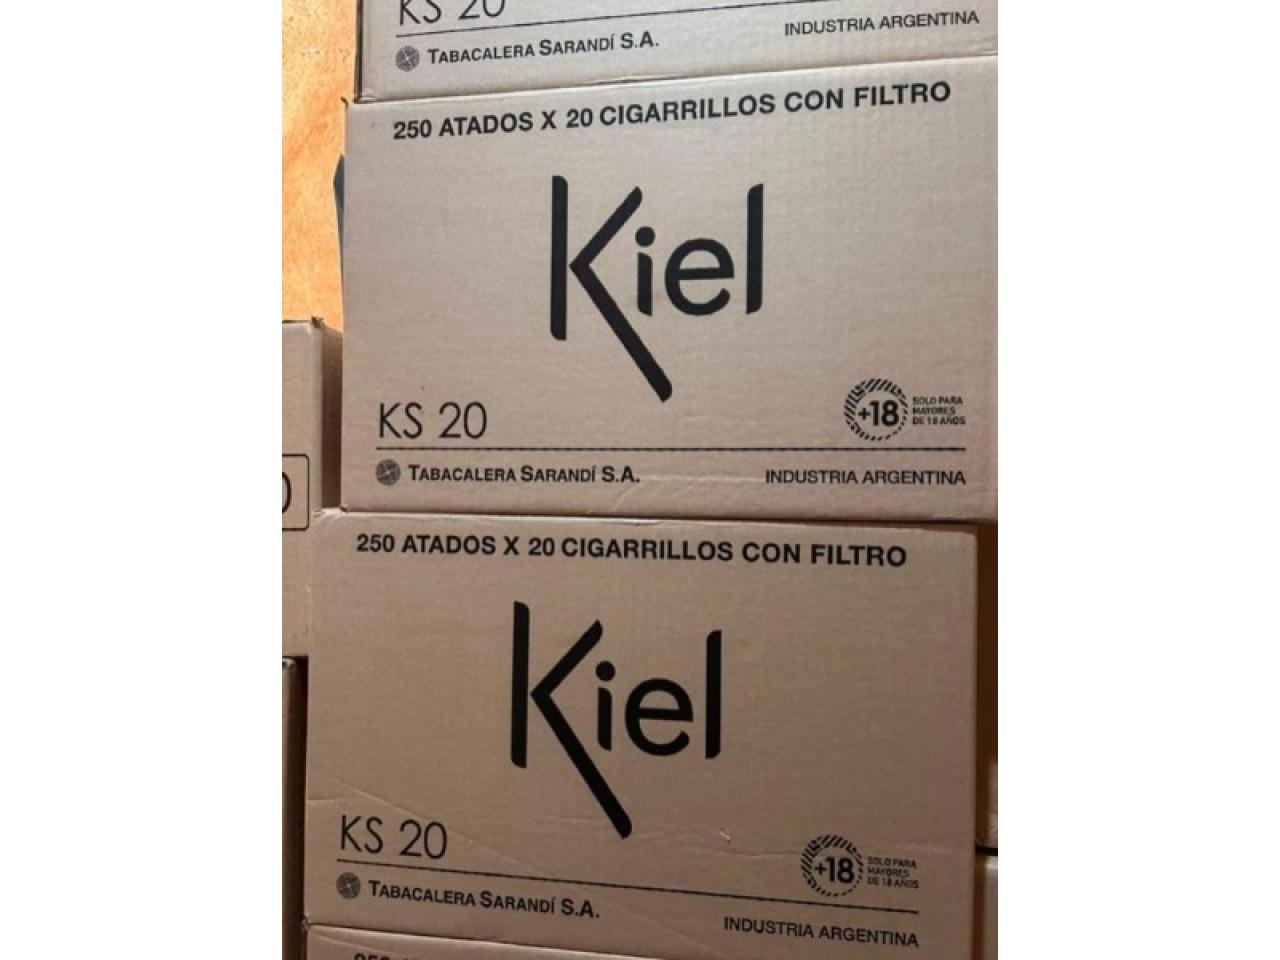 KS 20
TABACALERA SARANDÍ S.A.
INDUSTRIA ARGENTINA
250 ATADOS X 20 CIGARRILLOS CON FILTRO
Kiel
KS 20
+18
SOLO PARA
MAYORES
DE 18 AÑOS
TABACALERA SARANDÍ S.A.
INDUSTRIA ARGENTINA
250 ATADOS X 20 CIGARRILLOS CON FILTRO
Kiel
KS 20
+18
SOLO PARA
MAYORES
DE 18 AÑOS
TABACALERA SARANDÍ S.A.
INDUSTRIA ARGENTINA